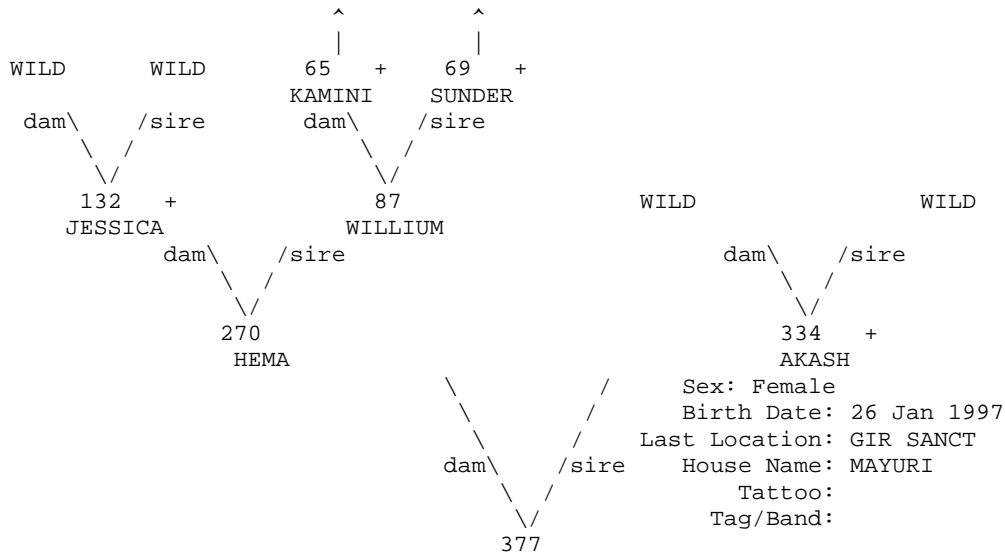 ^ ^
| |
WILD WILD 65 + 69 +
KAMINI SUNDER
dam\ /sire dam\ /sire
\ / \ /
\/ \/
132 + 87 WILD WILD
JESSICA WILLIUM
dam\ /sire dam\ /sire
\ / \ /
\/ \/
270 334 +
HEMA AKASH
\ / Sex: Female
\ / Birth Date: 26 Jan 1997
\ / Last Location: GIR SANCT
dam\ /sire House Name: MAYURI
\ / Tattoo:
\/ Tag/Band:
377